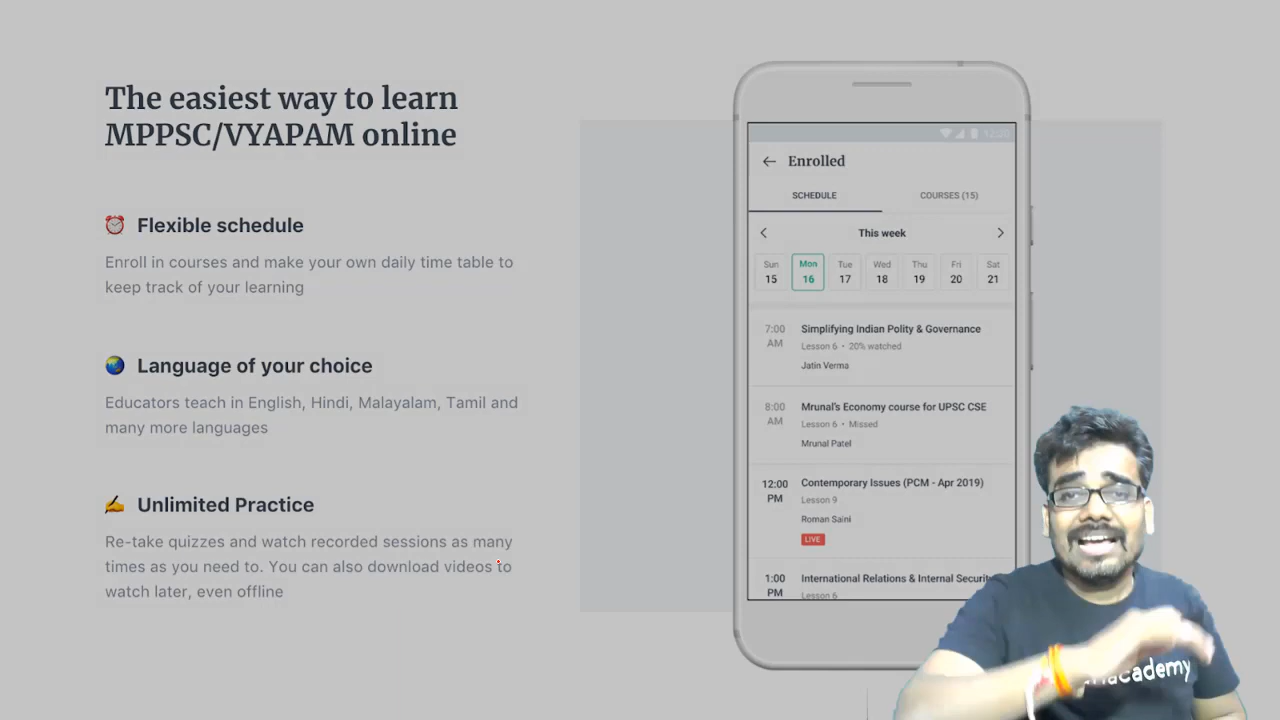 The easiest way to learn
MPPSC/VYAPAM online
Flexible schedule
Enroll in courses and make your own daily time table to
keep track of your learning
Language of your choice
Educators teach in English, Hindi, Malayalam, Tamil and
many more languages
Unlimited Practice
Re-take quizzes and watch recorded sessions as many
times as you need to. You can also download videos to
watch later, even offline
12:30
Enrolled
SCHEDULE
COURSES (15)
This week
Sun Mon Tue Wed Thu Fri Sat
15 16 17 18 19 20 21
7:00 AM
Simplifying Indian Polity & Governance
Lesson 6 • 20% watched
Jatin Verma
8:00 AM
Mrunal's Economy course for UPSC CSE
Lesson 6 • Missed
Mrunal Patel
12:00 PM
Contemporary Issues (PCM - Apr 2019)
Lesson 9
Roman Saini
LIVE
1:00 PM
International Relations & Internal
Lesson 6